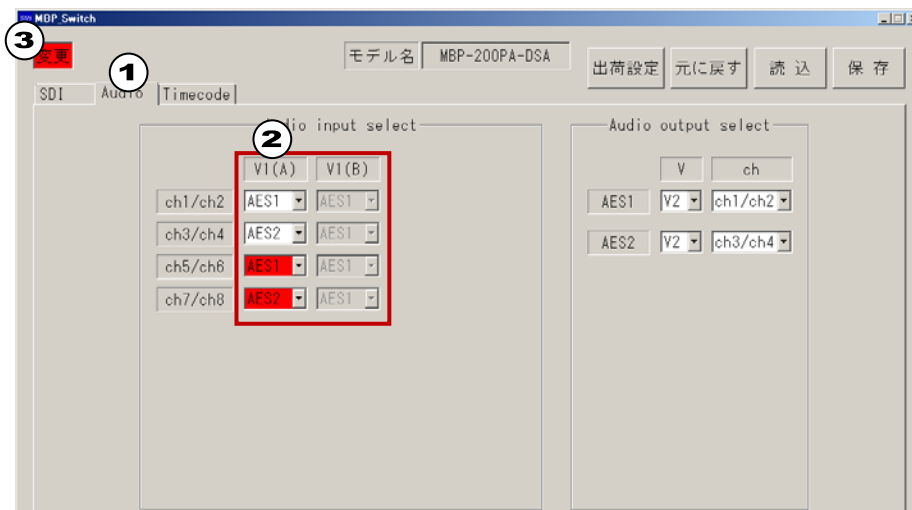 MBP_Switch
③
変更
モデル名 MBP-200PA-DSA
出荷設定 元に戻す 読 込 保 存
①
SDI Audio Timecode
Audio input select
②
V1(A) V1(B)
ch1/ch2 AES1 AES1
ch3/ch4 AES2 AES1
ch5/ch6 AES1 AES1
ch7/ch8 AES2 AES1
Audio output select
V ch
AES1 V2 ch1/ch2
AES2 V2 ch3/ch4